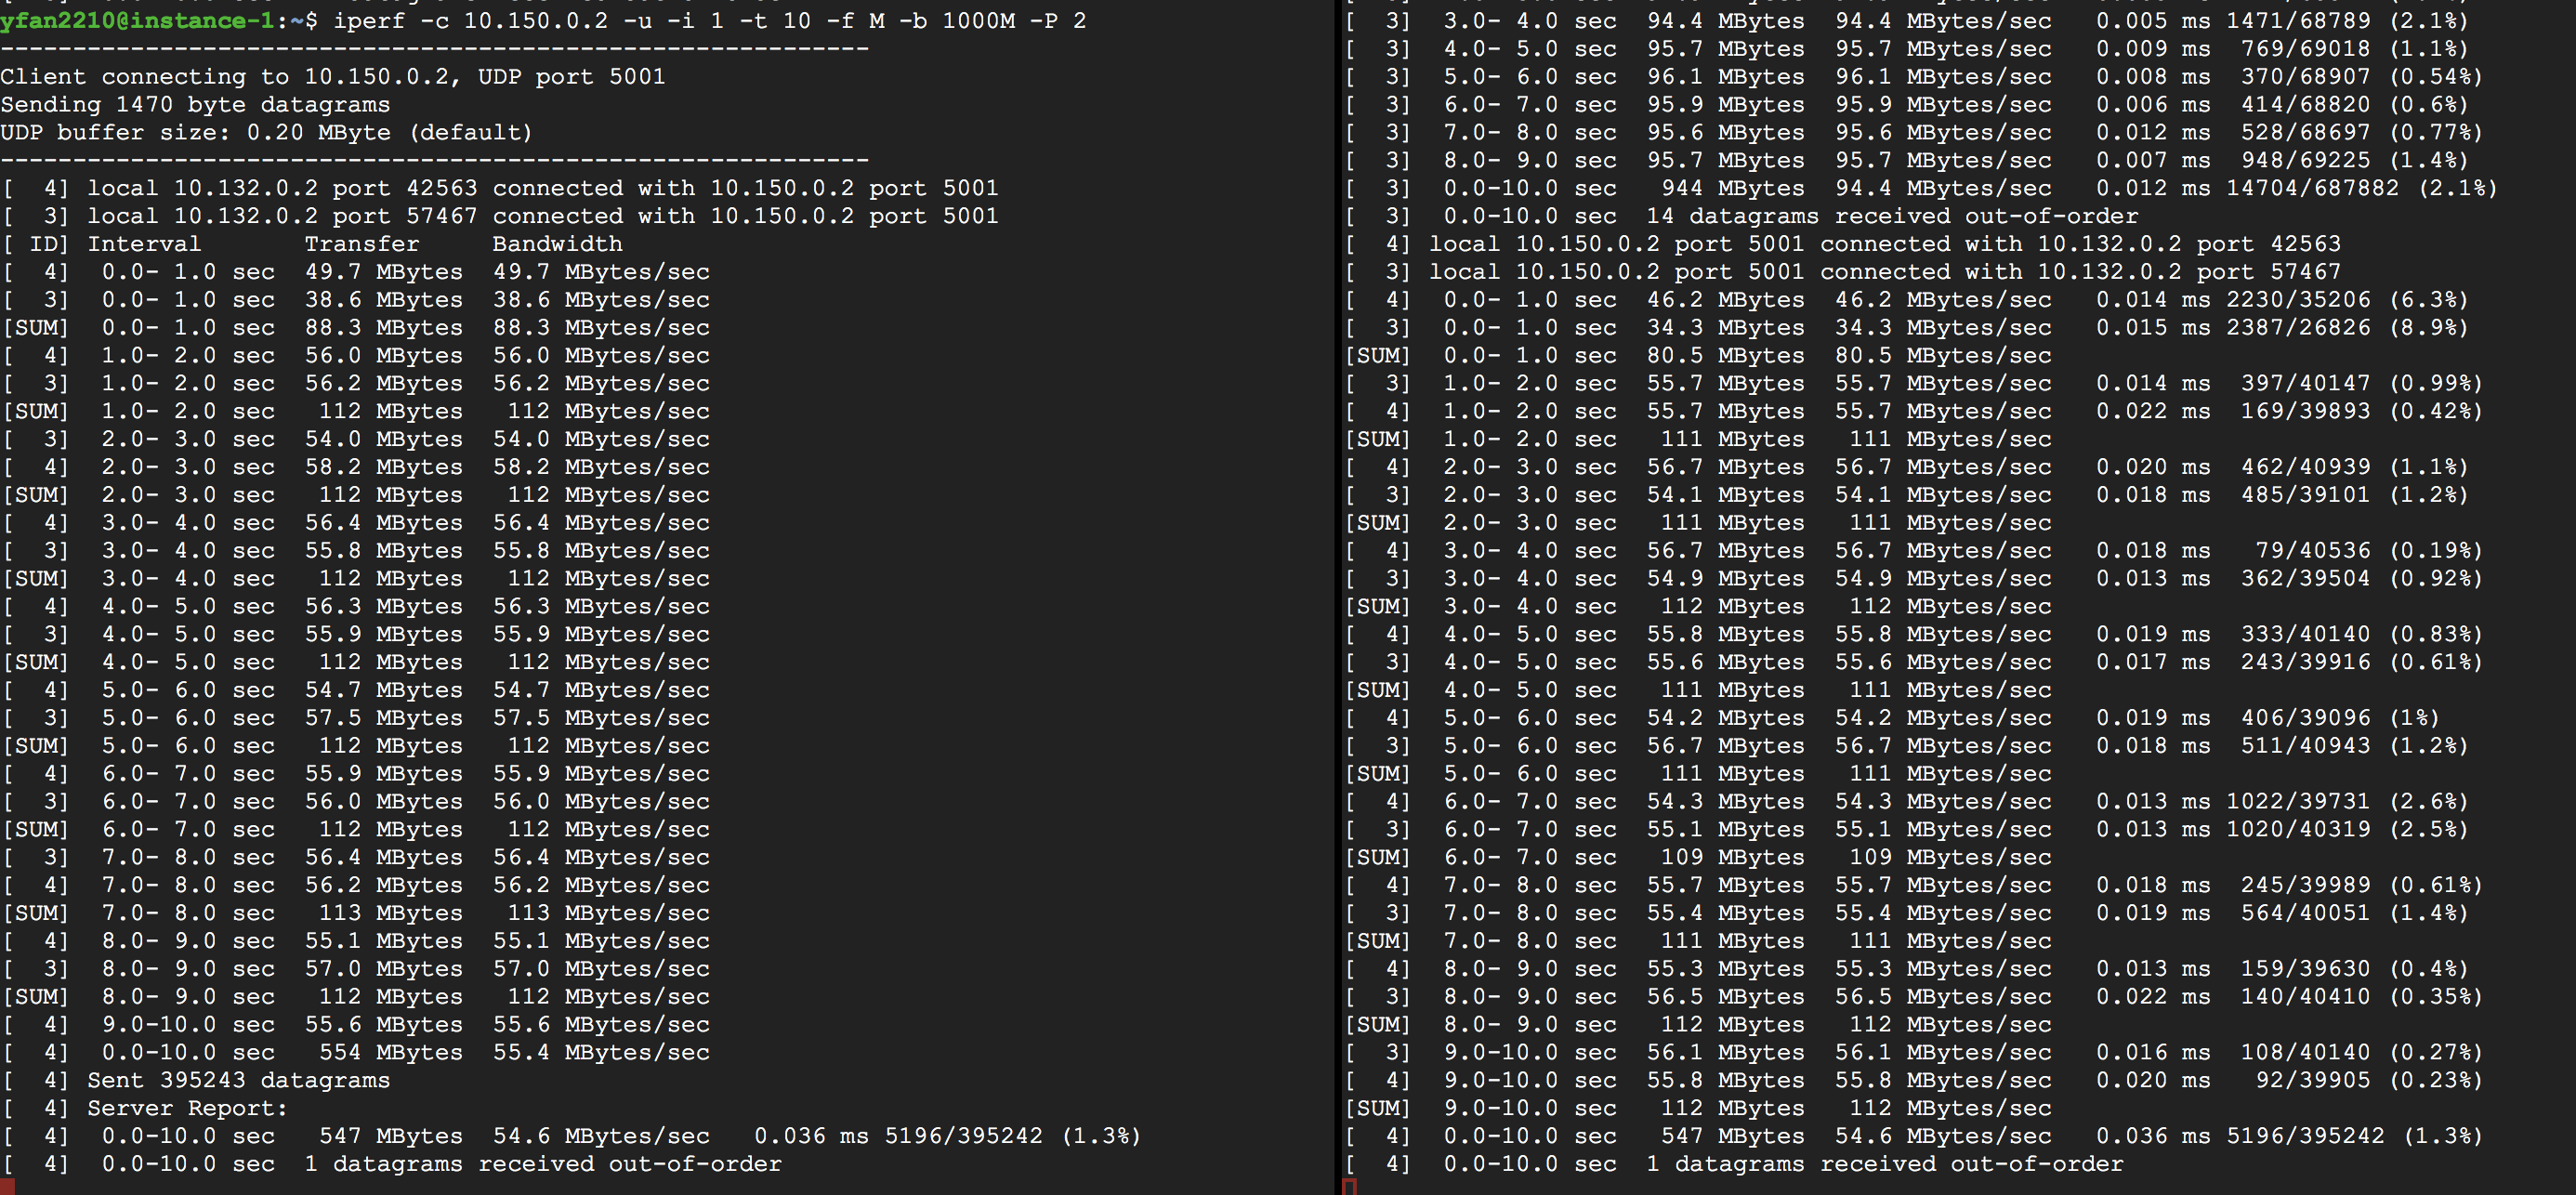 yfan2210@instance-1:~$ iperf -c 10.150.0.2 -u -i 1 -t 10 -f M -b 1000M -P 2
------------------------------------------------------------
Client connecting to 10.150.0.2, UDP port 5001
Sending 1470 byte datagrams
UDP buffer size: 0.20 MByte (default)
------------------------------------------------------------
[  4] local 10.132.0.2 port 42563 connected with 10.150.0.2 port 5001
[  3] local 10.132.0.2 port 57467 connected with 10.150.0.2 port 5001
[ ID] Interval       Transfer     Bandwidth
[  4]  0.0- 1.0 sec  49.7 MBytes  49.7 MBytes/sec
[  3]  0.0- 1.0 sec  38.6 MBytes  38.6 MBytes/sec
[SUM]  0.0- 1.0 sec  88.3 MBytes  88.3 MBytes/sec
[  4]  1.0- 2.0 sec  56.0 MBytes  56.0 MBytes/sec
[  3]  1.0- 2.0 sec  56.2 MBytes  56.2 MBytes/sec
[SUM]  1.0- 2.0 sec   112 MBytes   112 MBytes/sec
[  3]  2.0- 3.0 sec  54.0 MBytes  54.0 MBytes/sec
[  4]  2.0- 3.0 sec  58.2 MBytes  58.2 MBytes/sec
[SUM]  2.0- 3.0 sec   112 MBytes   112 MBytes/sec
[  4]  3.0- 4.0 sec  56.4 MBytes  56.4 MBytes/sec
[  3]  3.0- 4.0 sec  55.8 MBytes  55.8 MBytes/sec
[SUM]  3.0- 4.0 sec   112 MBytes   112 MBytes/sec
[  4]  4.0- 5.0 sec  56.3 MBytes  56.3 MBytes/sec
[  3]  4.0- 5.0 sec  55.9 MBytes  55.9 MBytes/sec
[SUM]  4.0- 5.0 sec   112 MBytes   112 MBytes/sec
[  4]  5.0- 6.0 sec  54.7 MBytes  54.7 MBytes/sec
[  3]  5.0- 6.0 sec  57.5 MBytes  57.5 MBytes/sec
[SUM]  5.0- 6.0 sec   112 MBytes   112 MBytes/sec
[  4]  6.0- 7.0 sec  55.9 MBytes  55.9 MBytes/sec
[  3]  6.0- 7.0 sec  56.0 MBytes  56.0 MBytes/sec
[SUM]  6.0- 7.0 sec   112 MBytes   112 MBytes/sec
[  3]  7.0- 8.0 sec  56.4 MBytes  56.4 MBytes/sec
[  4]  7.0- 8.0 sec  56.2 MBytes  56.2 MBytes/sec
[SUM]  7.0- 8.0 sec   113 MBytes   113 MBytes/sec
[  4]  8.0- 9.0 sec  55.1 MBytes  55.1 MBytes/sec
[  3]  8.0- 9.0 sec  57.0 MBytes  57.0 MBytes/sec
[SUM]  8.0- 9.0 sec   112 MBytes   112 MBytes/sec
[  4]  9.0-10.0 sec  55.6 MBytes  55.6 MBytes/sec
[  4]  0.0-10.0 sec   554 MBytes  55.4 MBytes/sec
[  4] Sent 395243 datagrams
[  4] Server Report:
[  4]  0.0-10.0 sec   547 MBytes  54.6 MBytes/sec   0.036 ms 5196/395242 (1.3%)
[  4]  0.0-10.0 sec  1 datagrams received out-of-order
[  3]  3.0- 4.0 sec  94.4 MBytes  94.4 MBytes/sec   0.005 ms 1471/68789 (2.1%)
[  3]  4.0- 5.0 sec  95.7 MBytes  95.7 MBytes/sec   0.009 ms  769/69018 (1.1%)
[  3]  5.0- 6.0 sec  96.1 MBytes  96.1 MBytes/sec   0.008 ms  370/68907 (0.54%)
[  3]  6.0- 7.0 sec  95.9 MBytes  95.9 MBytes/sec   0.006 ms  414/68820 (0.6%)
[  3]  7.0- 8.0 sec  95.6 MBytes  95.6 MBytes/sec   0.012 ms  528/68697 (0.77%)
[  3]  8.0- 9.0 sec  95.7 MBytes  95.7 MBytes/sec   0.007 ms  948/69225 (1.4%)
[  3]  0.0-10.0 sec   944 MBytes  94.4 MBytes/sec   0.012 ms 14704/687882 (2.1%)
[  3]  0.0-10.0 sec  14 datagrams received out-of-order
[  4] local 10.150.0.2 port 5001 connected with 10.132.0.2 port 42563
[  3] local 10.150.0.2 port 5001 connected with 10.132.0.2 port 57467
[  4]  0.0- 1.0 sec  46.2 MBytes  46.2 MBytes/sec   0.014 ms 2230/35206 (6.3%)
[  3]  0.0- 1.0 sec  34.3 MBytes  34.3 MBytes/sec   0.015 ms 2387/26826 (8.9%)
[SUM]  0.0- 1.0 sec  80.5 MBytes  80.5 MBytes/sec
[  3]  1.0- 2.0 sec  55.7 MBytes  55.7 MBytes/sec   0.014 ms  397/40147 (0.99%)
[  4]  1.0- 2.0 sec  55.7 MBytes  55.7 MBytes/sec   0.022 ms  169/39893 (0.42%)
[SUM]  1.0- 2.0 sec   111 MBytes   111 MBytes/sec
[  4]  2.0- 3.0 sec  56.7 MBytes  56.7 MBytes/sec   0.020 ms  462/40939 (1.1%)
[  3]  2.0- 3.0 sec  54.1 MBytes  54.1 MBytes/sec   0.018 ms  485/39101 (1.2%)
[SUM]  2.0- 3.0 sec   111 MBytes   111 MBytes/sec
[  4]  3.0- 4.0 sec  56.7 MBytes  56.7 MBytes/sec   0.018 ms   79/40536 (0.19%)
[  3]  3.0- 4.0 sec  54.9 MBytes  54.9 MBytes/sec   0.013 ms  362/39504 (0.92%)
[SUM]  3.0- 4.0 sec   112 MBytes   112 MBytes/sec
[  4]  4.0- 5.0 sec  55.8 MBytes  55.8 MBytes/sec   0.019 ms  333/40140 (0.83%)
[  3]  4.0- 5.0 sec  55.6 MBytes  55.6 MBytes/sec   0.017 ms  243/39916 (0.61%)
[SUM]  4.0- 5.0 sec   111 MBytes   111 MBytes/sec
[  4]  5.0- 6.0 sec  54.2 MBytes  54.2 MBytes/sec   0.019 ms  406/39096 (1%)
[  3]  5.0- 6.0 sec  56.7 MBytes  56.7 MBytes/sec   0.018 ms  511/40943 (1.2%)
[SUM]  5.0- 6.0 sec   111 MBytes   111 MBytes/sec
[  4]  6.0- 7.0 sec  54.3 MBytes  54.3 MBytes/sec   0.013 ms 1022/39731 (2.6%)
[  3]  6.0- 7.0 sec  55.1 MBytes  55.1 MBytes/sec   0.013 ms 1020/40319 (2.5%)
[SUM]  6.0- 7.0 sec   109 MBytes   109 MBytes/sec
[  4]  7.0- 8.0 sec  55.7 MBytes  55.7 MBytes/sec   0.018 ms  245/39989 (0.61%)
[  3]  7.0- 8.0 sec  55.4 MBytes  55.4 MBytes/sec   0.019 ms  564/40051 (1.4%)
[SUM]  7.0- 8.0 sec   111 MBytes   111 MBytes/sec
[  4]  8.0- 9.0 sec  55.3 MBytes  55.3 MBytes/sec   0.013 ms  159/39630 (0.4%)
[  3]  8.0- 9.0 sec  56.5 MBytes  56.5 MBytes/sec   0.022 ms  140/40410 (0.35%)
[SUM]  8.0- 9.0 sec   112 MBytes   112 MBytes/sec
[  3]  9.0-10.0 sec  56.1 MBytes  56.1 MBytes/sec   0.016 ms  108/40140 (0.27%)
[  4]  9.0-10.0 sec  55.8 MBytes  55.8 MBytes/sec   0.020 ms   92/39905 (0.23%)
[SUM]  9.0-10.0 sec   112 MBytes   112 MBytes/sec
[  4]  0.0-10.0 sec   547 MBytes  54.6 MBytes/sec   0.036 ms 5196/395242 (1.3%)
[  4]  0.0-10.0 sec  1 datagrams received out-of-order